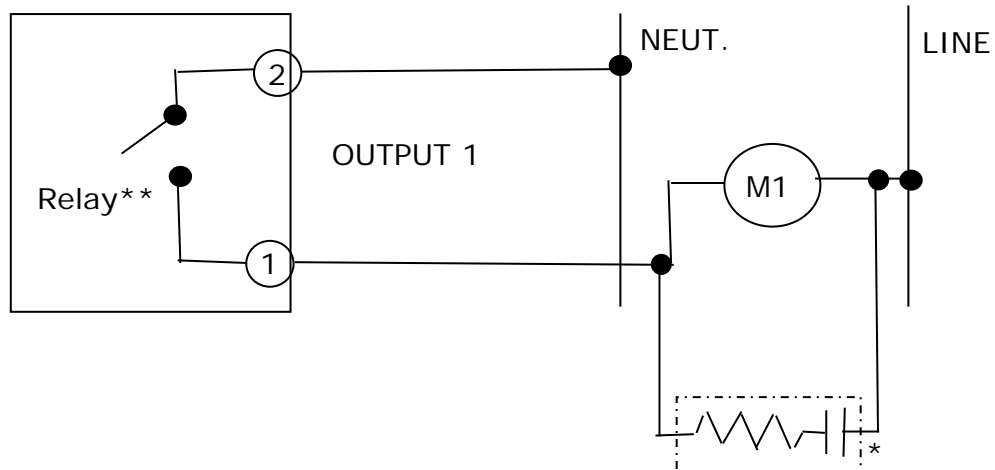 NEUT.
LINE
2
OUTPUT 1
M1
Relay**
1
*